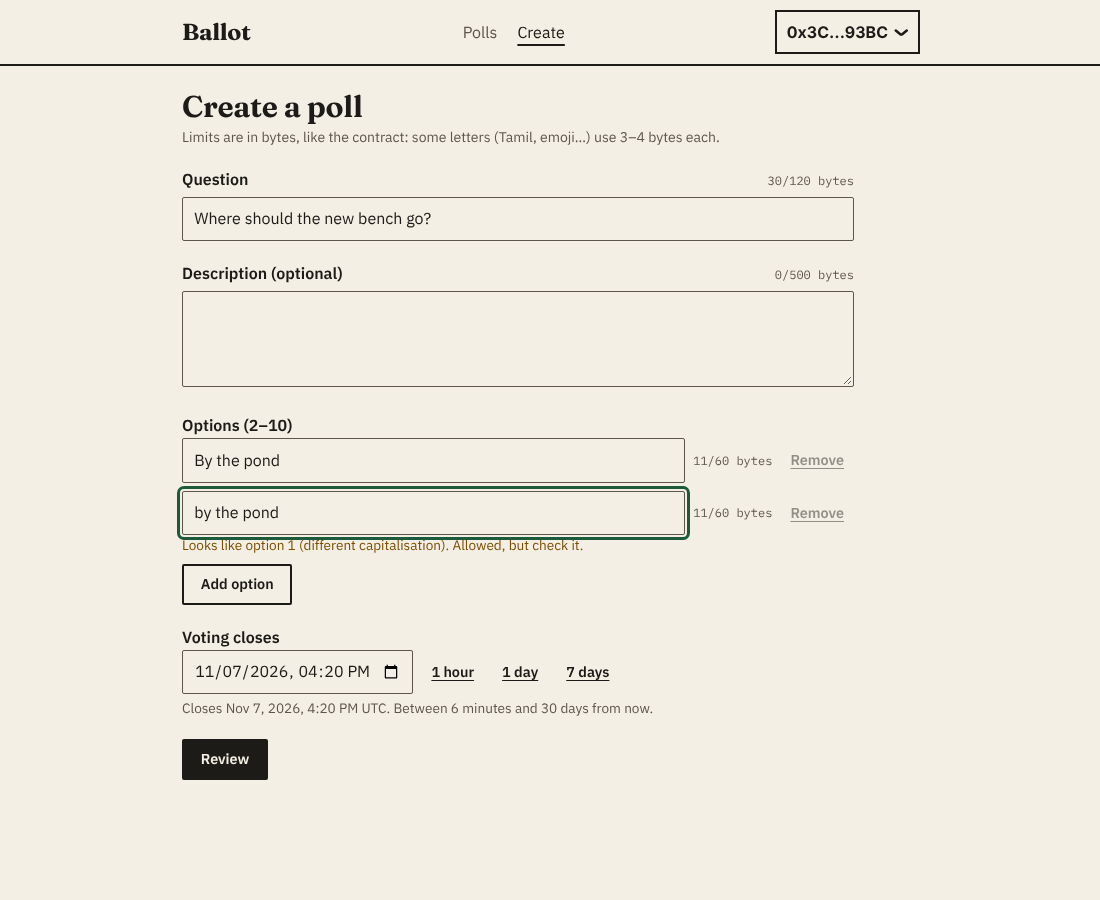 Ballot
Polls
Create
0x3C...93BC
Create a poll
Limits are in bytes, like the contract: some letters (Tamil, emoji…) use 3–4 bytes each.
Question
30/120 bytes
Where should the new bench go?
Description (optional)
0/500 bytes
Options (2–10)
By the pond
11/60 bytes
Remove
by the pond
11/60 bytes
Remove
Looks like option 1 (different capitalisation). Allowed, but check it.
Add option
Voting closes
11/07/2026, 04:20 PM
1 hour
1 day
7 days
Closes Nov 7, 2026, 4:20 PM UTC. Between 6 minutes and 30 days from now.
Review